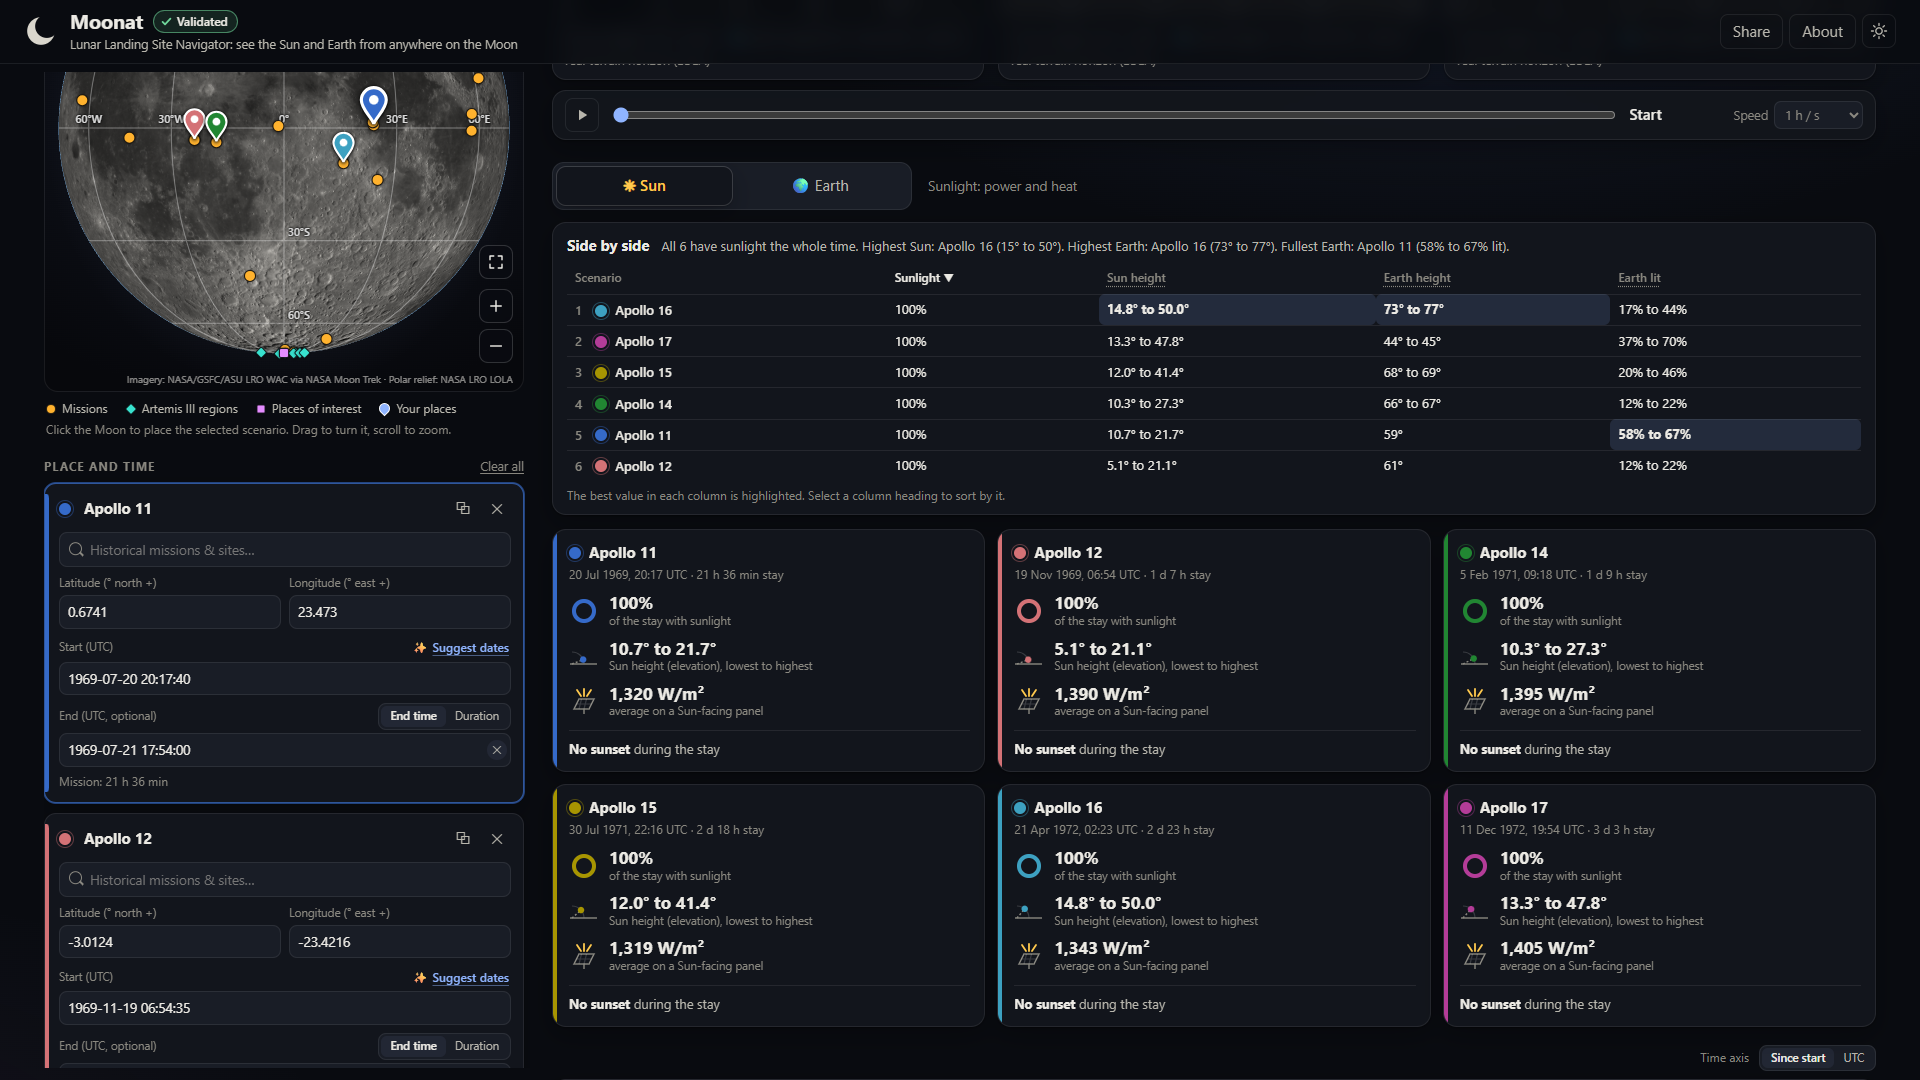 Moonat
Validated
Lunar Landing Site Navigator: see the Sun and Earth from anywhere on the Moon
Share
About
60°W
30°W
0°
30°E
30°S
60°S
Imagery: NASA/GSFC/ASU LRO WAC via NASA Moon Trek · Polar relief: NASA LRO LOLA
Missions
Artemis III regions
Places of interest
Your places
Click the Moon to place the selected scenario. Drag to turn it, scroll to zoom.
PLACE AND TIME
Clear all
Apollo 11
Historical missions & sites...
Latitude (° north +)
Longitude (° east +)
0.6741
23.473
Start (UTC)
Suggest dates
1969-07-20 20:17:40
End (UTC, optional)
End time
Duration
1969-07-21 17:54:00
Mission: 21 h 36 min
Apollo 12
Historical missions & sites...
Latitude (° north +)
Longitude (° east +)
-3.0124
-23.4216
Start (UTC)
Suggest dates
1969-11-19 06:54:35
End (UTC, optional)
End time
Duration
Start
Speed
1 h / s
Sun
Earth
Sunlight: power and heat
Side by side
All 6 have sunlight the whole time. Highest Sun: Apollo 16 (15° to 50°). Highest Earth: Apollo 16 (73° to 77°). Fullest Earth: Apollo 11 (58% to 67% lit).
Scenario Sunlight ▼ Sun height Earth height Earth lit
1 Apollo 16 100% 14.8° to 50.0° 73° to 77° 17% to 44%
2 Apollo 17 100% 13.3° to 47.8° 44° to 45° 37% to 70%
3 Apollo 15 100% 12.0° to 41.4° 68° to 69° 20% to 46%
4 Apollo 14 100% 10.3° to 27.3° 66° to 67° 12% to 22%
5 Apollo 11 100% 10.7° to 21.7° 59° 58% to 67%
6 Apollo 12 100% 5.1° to 21.1° 61° 12% to 22%
The best value in each column is highlighted. Select a column heading to sort by it.
Apollo 11
20 Jul 1969, 20:17 UTC · 21 h 36 min stay
100%
of the stay with sunlight
10.7° to 21.7°
Sun height (elevation), lowest to highest
1,320 W/m²
average on a Sun-facing panel
No sunset during the stay
Apollo 12
19 Nov 1969, 06:54 UTC · 1 d 7 h stay
100%
of the stay with sunlight
5.1° to 21.1°
Sun height (elevation), lowest to highest
1,390 W/m²
average on a Sun-facing panel
No sunset during the stay
Apollo 14
5 Feb 1971, 09:18 UTC · 1 d 9 h stay
100%
of the stay with sunlight
10.3° to 27.3°
Sun height (elevation), lowest to highest
1,395 W/m²
average on a Sun-facing panel
No sunset during the stay
Apollo 15
30 Jul 1971, 22:16 UTC · 2 d 18 h stay
100%
of the stay with sunlight
12.0° to 41.4°
Sun height (elevation), lowest to highest
1,319 W/m²
average on a Sun-facing panel
No sunset during the stay
Apollo 16
21 Apr 1972, 02:23 UTC · 2 d 23 h stay
100%
of the stay with sunlight
14.8° to 50.0°
Sun height (elevation), lowest to highest
1,343 W/m²
average on a Sun-facing panel
No sunset during the stay
Apollo 17
11 Dec 1972, 19:54 UTC · 3 d 3 h stay
100%
of the stay with sunlight
13.3° to 47.8°
Sun height (elevation), lowest to highest
1,405 W/m²
average on a Sun-facing panel
No sunset during the stay
Time axis
Since start
UTC